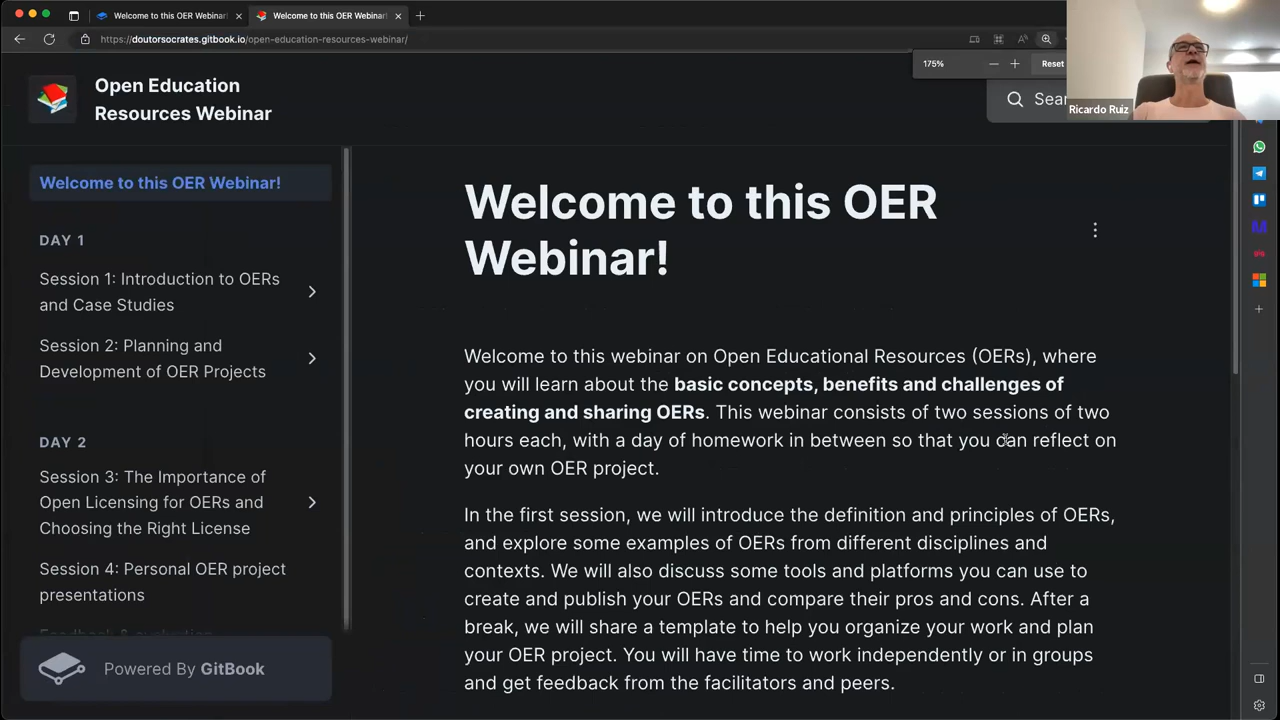 Welcome to this OER Webinar!
Welcome to this OER Webinar!
https://doutorsocrates.gitbook.io/open-education-resources-webinar/
175%
Reset
Ricardo Ruiz
Open Education
Resources Webinar
Welcome to this OER Webinar!
DAY 1
Session 1: Introduction to OERs
and Case Studies
Session 2: Planning and
Development of OER Projects
DAY 2
Session 3: The Importance of
Open Licensing for OERs and
Choosing the Right License
Session 4: Personal OER project
presentations
Feedback & evaluation
Powered By GitBook
Welcome to this OER
Webinar!
Welcome to this webinar on Open Educational Resources (OERs), where
you will learn about the basic concepts, benefits and challenges of
creating and sharing OERs. This webinar consists of two sessions of two
hours each, with a day of homework in between so that you can reflect on
your own OER project.
In the first session, we will introduce the definition and principles of OERs,
and explore some examples of OERs from different disciplines and
contexts. We will also discuss some tools and platforms you can use to
create and publish your OERs and compare their pros and cons. After a
break, we will share a template to help you organize your work and plan
your OER project. You will have time to work independently or in groups
and get feedback from the facilitators and peers.